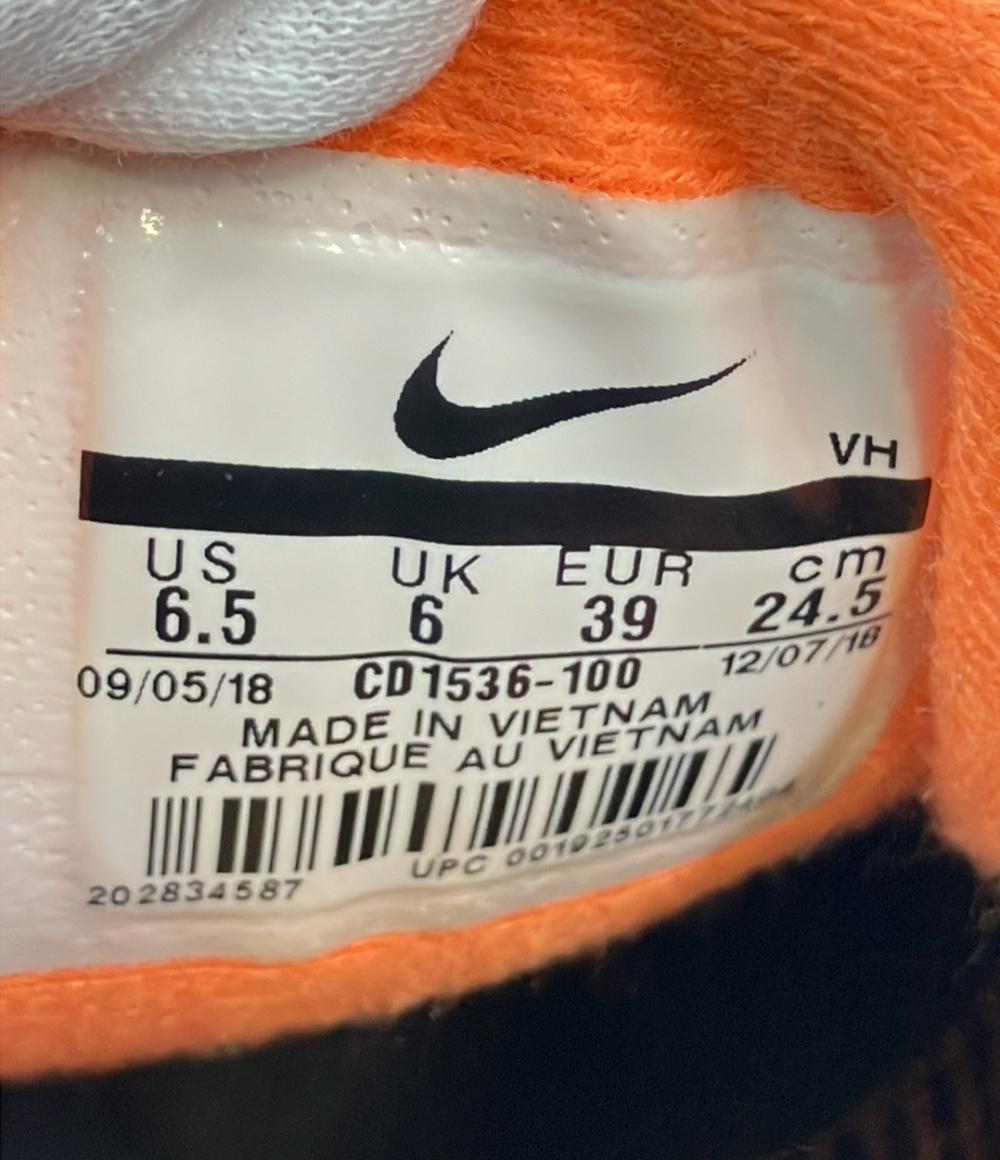 VH
US UK EUR cm
6.5 6 39 24.5
09/05/18 CD1536-100 12/07/18
MADE IN VIETNAM
FABRIQUE AU VIETNAM
UPC
202834587